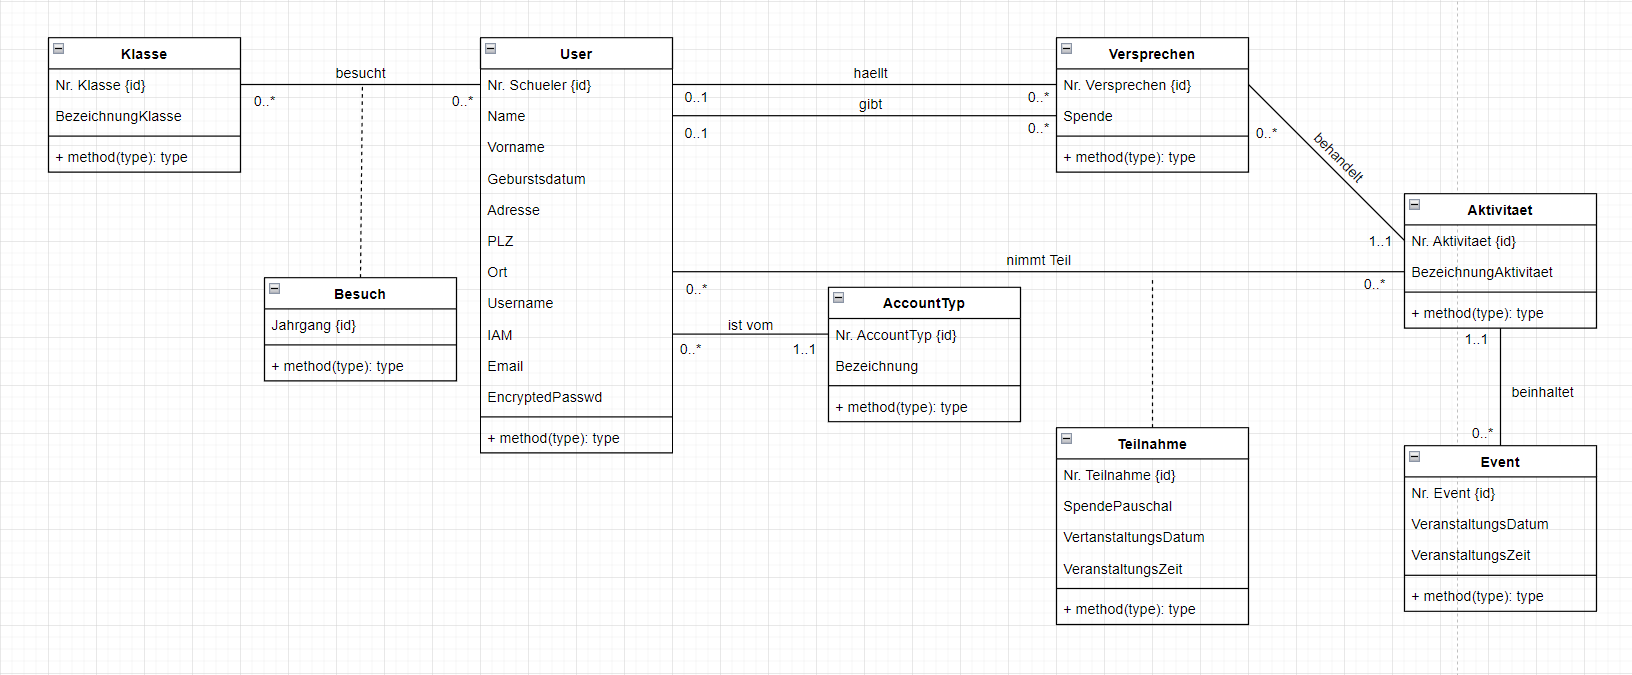 Klasse
Nr. Klasse {id}
BezeichnungKlasse
+ method(type): type
besucht
0..*
0..*
User
Nr. Schueler {id}
Name
Vorname
Geburstsdatum
Adresse
PLZ
Ort
Username
IAM
Email
EncryptedPasswd
+ method(type): type
haellt
0..1
0..*
gibt
0..1
0..*
Versprechen
Nr. Versprechen {id}
Spende
+ method(type): type
0..*
behandelt
1..1
Aktivitaet
Nr. Aktivitaet {id}
BezeichnungAktivitaet
+ method(type): type
nimmt Teil
0..*
0..*
Besuch
Jahrgang {id}
+ method(type): type
ist vom
0..*
1..1
AccountTyp
Nr. AccountTyp {id}
Bezeichnung
+ method(type): type
1..1
beinhaltet
0..*
Teilnahme
Nr. Teilnahme {id}
SpendePauschal
VertanstaltungsDatum
VeranstaltungsZeit
+ method(type): type
Event
Nr. Event {id}
VeranstaltungsDatum
VeranstaltungsZeit
+ method(type): type